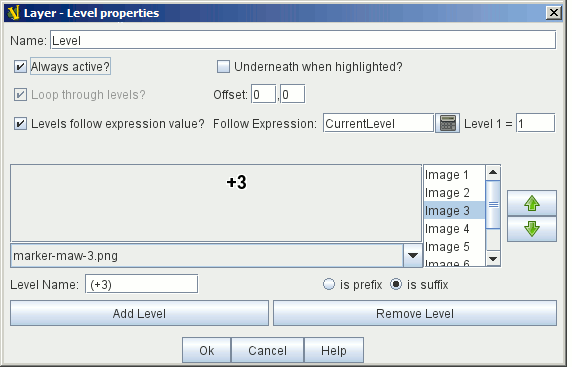 Layer - Level properties
Name: Level
Always active? Underneath when highlighted?
Loop through levels? Offset: 0 ,0
Levels follow expression value? Follow Expression: CurrentLevel Level 1 = 1
+3
Image 1
Image 2
Image 3
Image 4
Image 5
Image 6
marker-maw-3.png
Level Name: (+3) is prefix is suffix
Add Level Remove Level
Ok Cancel Help